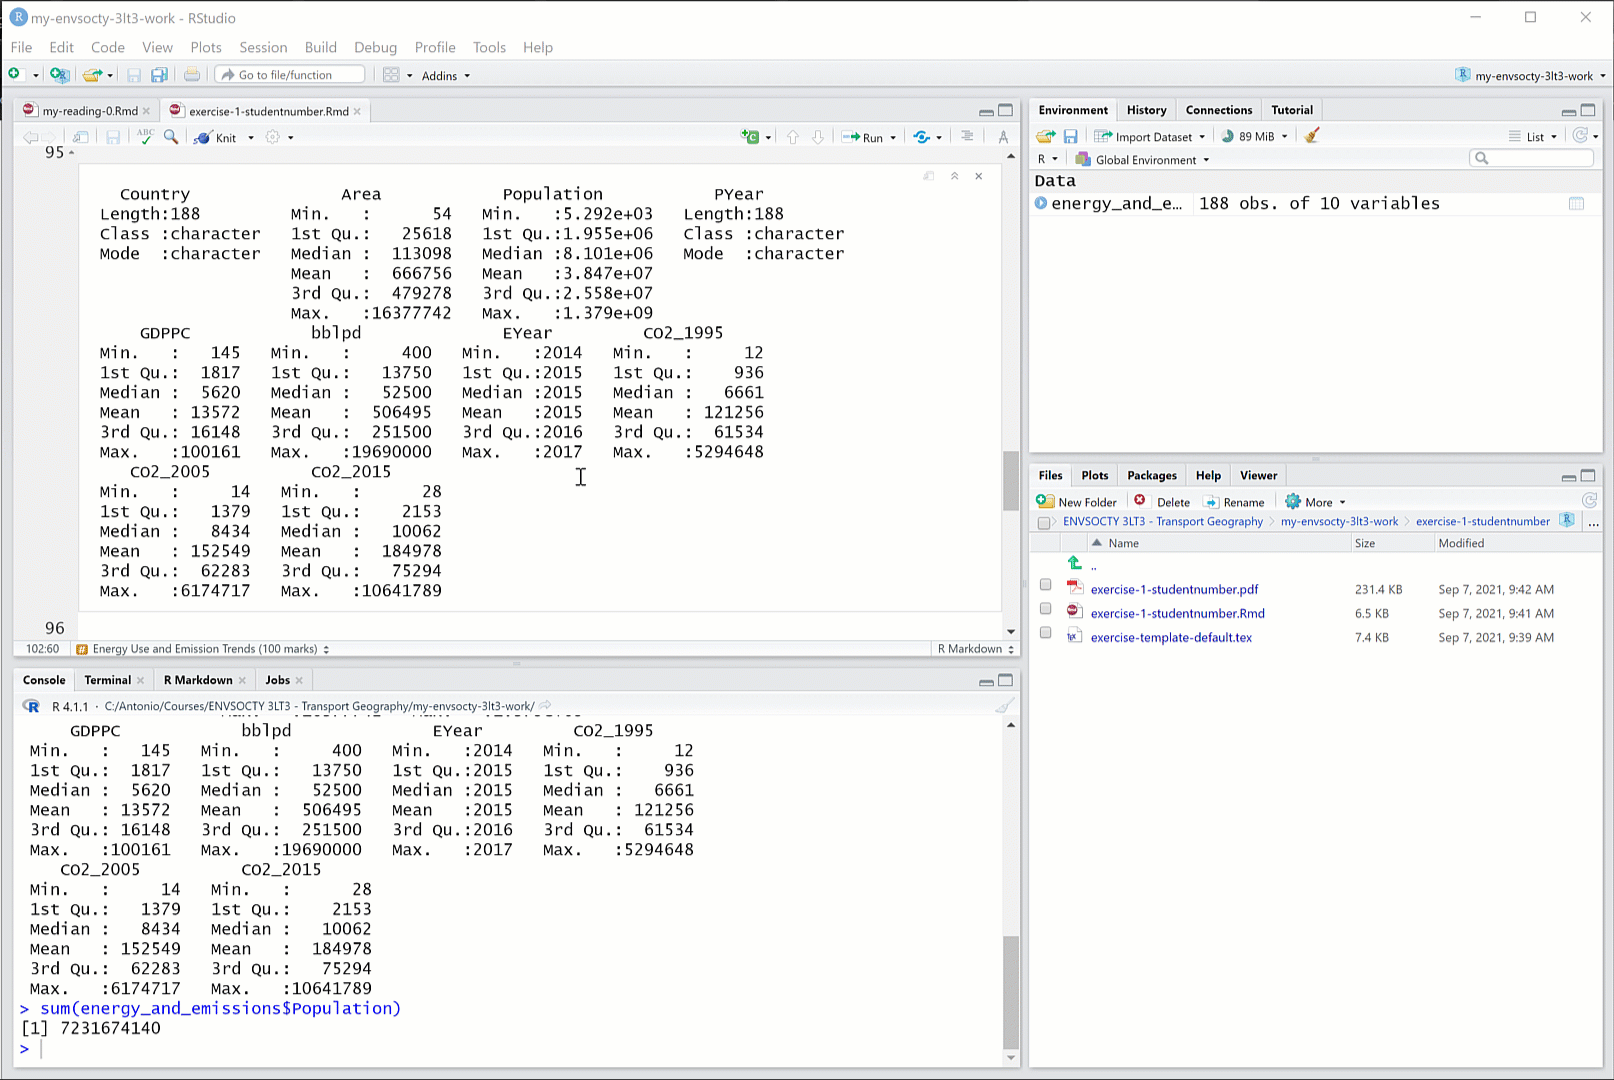 my-envsocty-3lt3-work - RStudio
File Edit Code View Plots Session Build Debug Profile Tools Help
Go to file/function Addins my-envsocty-3lt3-work
my-reading-0.Rmd exercise-1-studentnumber.Rmd
ABC Knit Run
95
Country Area Population PYear
Length:188 Min. : 54 Min. :5.292e+03 Length:188
Class :character 1st Qu.: 25618 1st Qu.:1.955e+06 Class :character
Mode :character Median : 113098 Median :8.101e+06 Mode :character
Mean : 666756 Mean :3.847e+07
3rd Qu.: 479278 3rd Qu.:2.558e+07
Max. :16377742 Max. :1.379e+09
GDPPC bblpd EYear CO2_1995
Min. : 145 Min. : 400 Min. :2014 Min. : 12
1st Qu.: 1817 1st Qu.: 13750 1st Qu.:2015 1st Qu.: 936
Median : 5620 Median : 52500 Median :2015 Median : 6661
Mean : 13572 Mean : 506495 Mean :2015 Mean : 121256
3rd Qu.: 16148 3rd Qu.: 251500 3rd Qu.:2016 3rd Qu.: 61534
Max. :100161 Max. :19690000 Max. :2017 Max. :5294648
CO2_2005 CO2_2015
Min. : 14 Min. : 28
1st Qu.: 1379 1st Qu.: 2153
Median : 8434 Median : 10062
Mean : 152549 Mean : 184978
3rd Qu.: 62283 3rd Qu.: 75294
Max. :6174717 Max. :10641789
96
102:60 # Energy Use and Emission Trends (100 marks) R Markdown
Console Terminal R Markdown Jobs
R 4.1.1 · C:/Antonio/Courses/ENVSOCTY 3LT3 - Transport Geography/my-envsocty-3lt3-work/
GDPPC bblpd EYear CO2_1995
Min. : 145 Min. : 400 Min. :2014 Min. : 12
1st Qu.: 1817 1st Qu.: 13750 1st Qu.:2015 1st Qu.: 936
Median : 5620 Median : 52500 Median :2015 Median : 6661
Mean : 13572 Mean : 506495 Mean :2015 Mean : 121256
3rd Qu.: 16148 3rd Qu.: 251500 3rd Qu.:2016 3rd Qu.: 61534
Max. :100161 Max. :19690000 Max. :2017 Max. :5294648
CO2_2005 CO2_2015
Min. : 14 Min. : 28
1st Qu.: 1379 1st Qu.: 2153
Median : 8434 Median : 10062
Mean : 152549 Mean : 184978
3rd Qu.: 62283 3rd Qu.: 75294
Max. :6174717 Max. :10641789
> sum(energy_and_emissions$Population)
[1] 7231674140
>
Environment History Connections Tutorial
Import Dataset 89 MiB List
R Global Environment
Data
energy_and_e… 188 obs. of 10 variables
Files Plots Packages Help Viewer
New Folder Delete Rename More
ENVSOCTY 3LT3 - Transport Geography my-envsocty-3lt3-work exercise-1-studentnumber ...
Name Size Modified
..
exercise-1-studentnumber.pdf 231.4 KB Sep 7, 2021, 9:42 AM
exercise-1-studentnumber.Rmd 6.5 KB Sep 7, 2021, 9:41 AM
exercise-template-default.tex 7.4 KB Sep 7, 2021, 9:39 AM